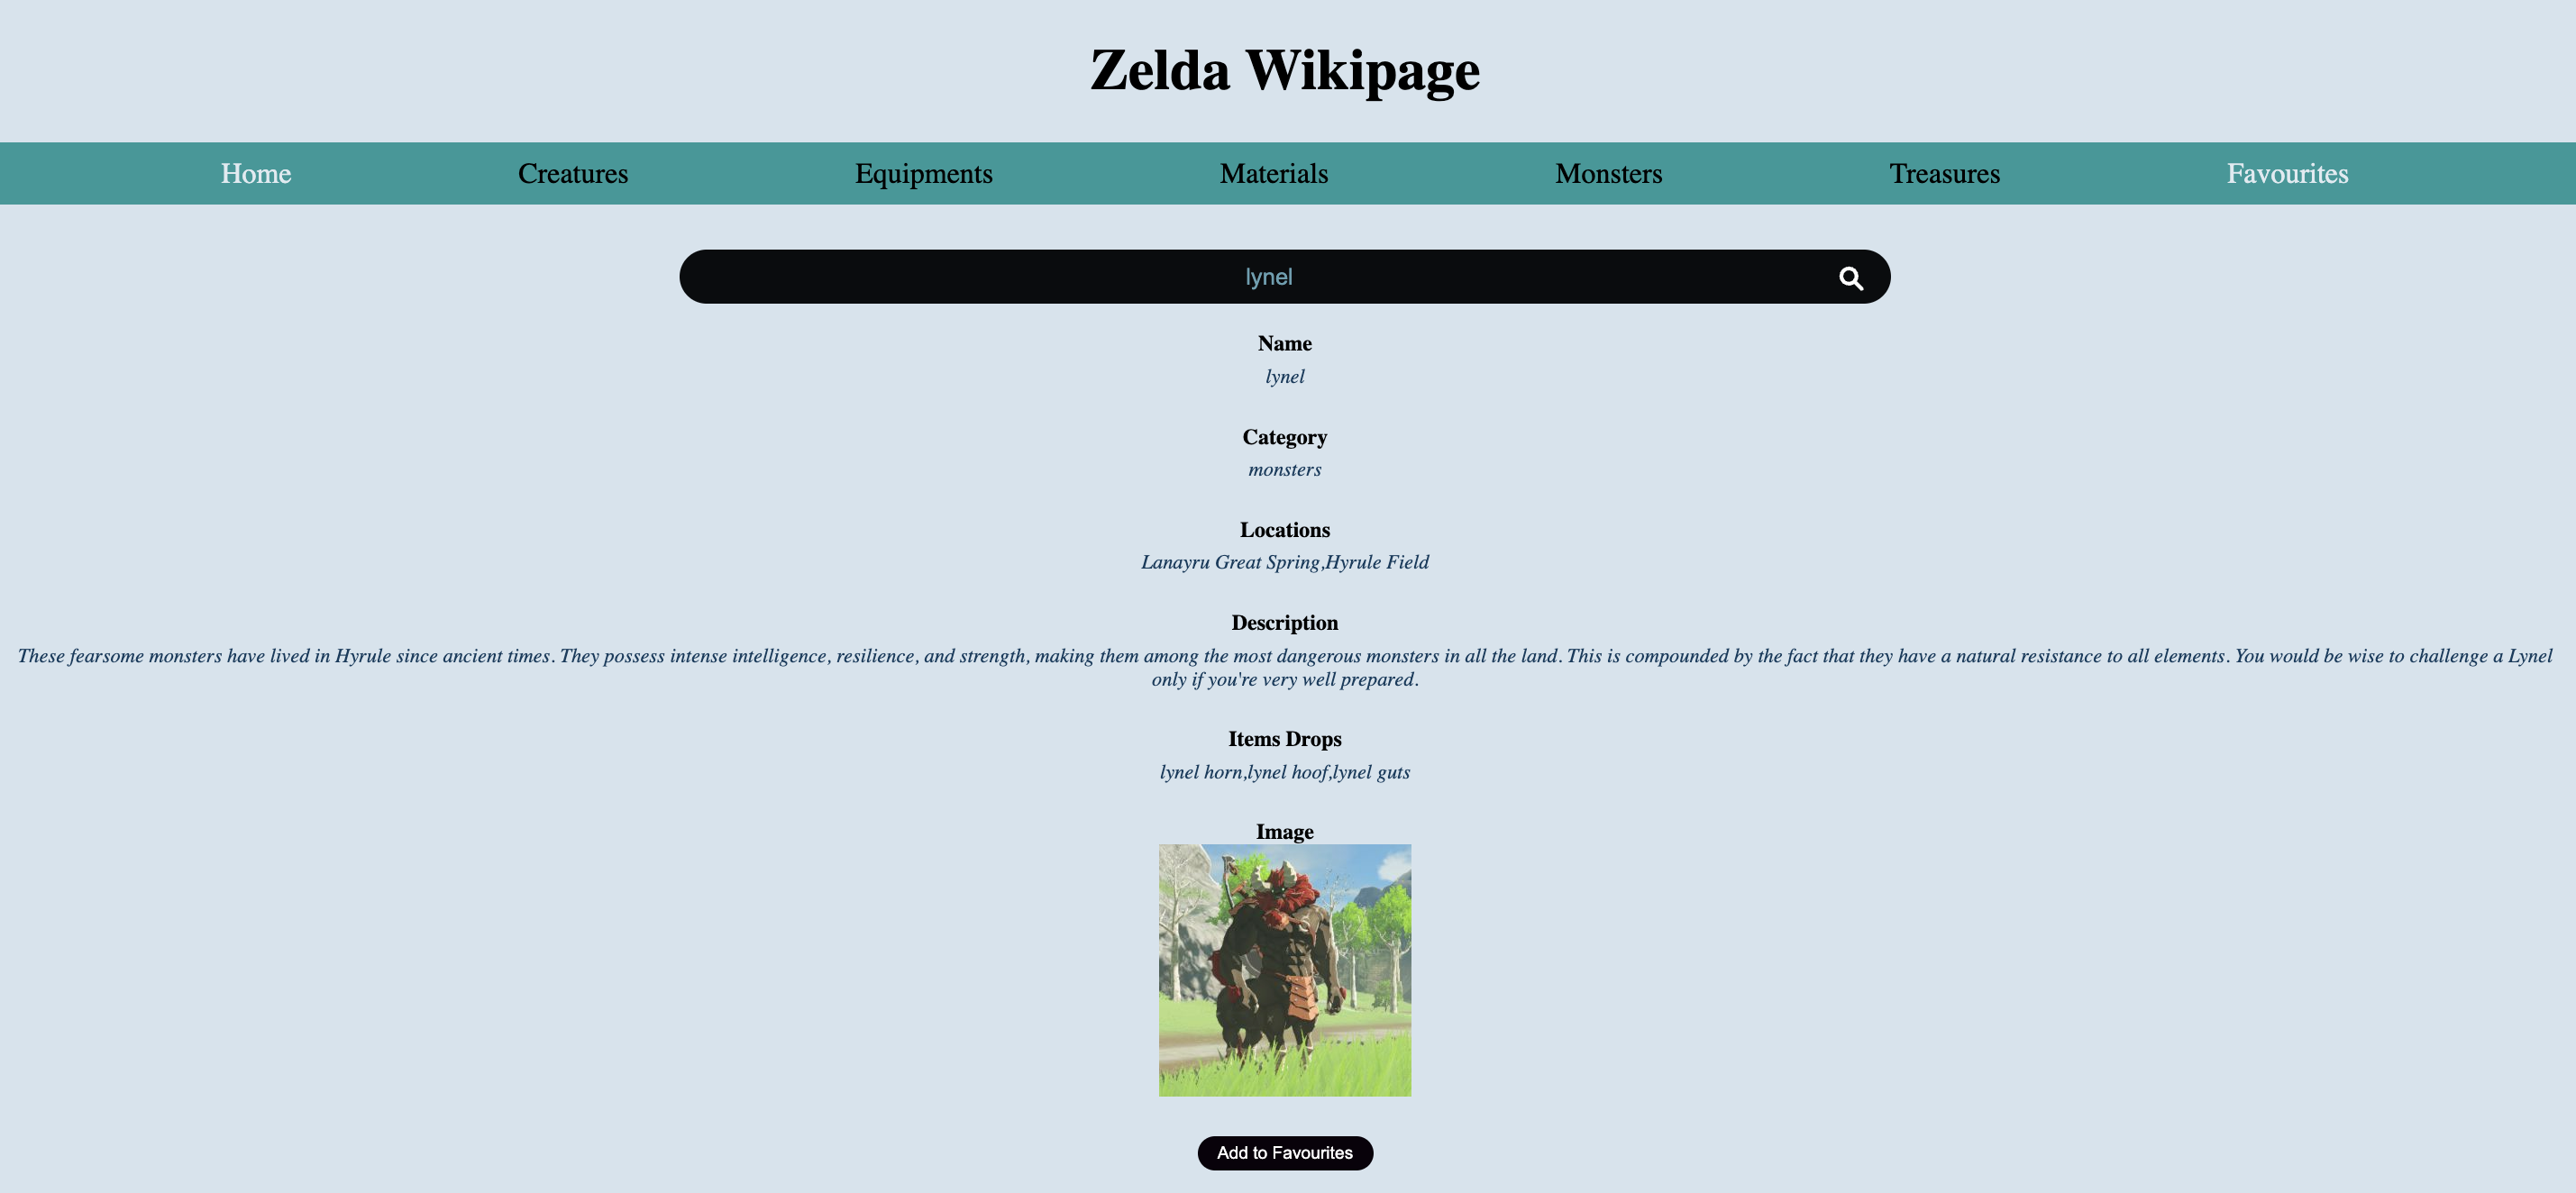 Zelda Wikipage
Home Creatures Equipments Materials Monsters Treasures Favourites
lynel
Name
lynel
Category
monsters
Locations
Lanayru Great Spring,Hyrule Field
Description
These fearsome monsters have lived in Hyrule since ancient times. They possess intense intelligence, resilience, and strength, making them among the most dangerous monsters in all the land. This is compounded by the fact that they have a natural resistance to all elements. You would be wise to challenge a Lynel
only if you're very well prepared.
Items Drops
lynel horn,lynel hoof,lynel guts
Image
Add to Favourites